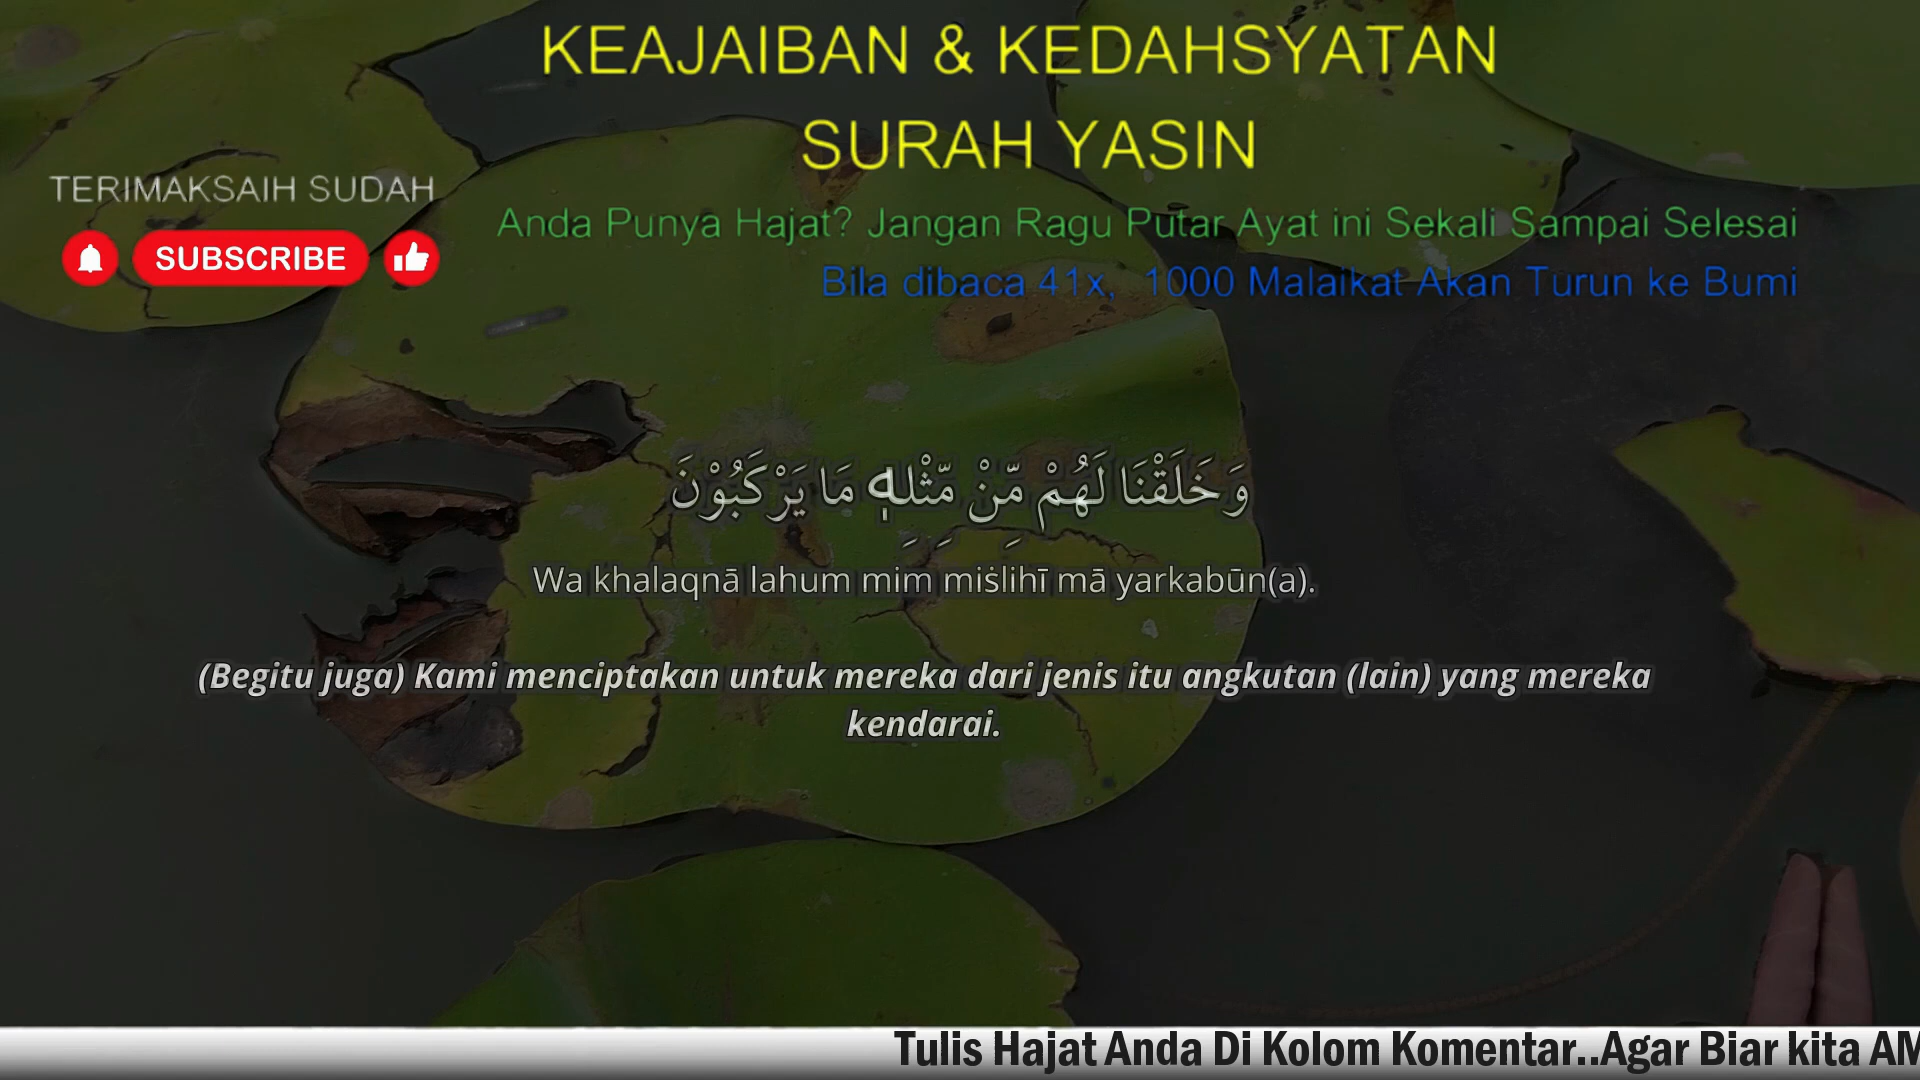 KEAJAIBAN & KEDAHSYATAN
SURAH YASIN
TERIMAKSAIH SUDAH
SUBSCRIBE
Anda Punya Hajat? Jangan Ragu Putar Ayat ini Sekali Sampai Selesai
Bila dibaca 41x, 1000 Malaikat Akan Turun ke Bumi
وَخَلَقْنَا لَهُمْ مِّنْ مِّثْلِهٖ مَا يَرْكَبُوْنَ
Wa khalaqnā lahum mim miṡlihī mā yarkabūn(a).
(Begitu juga) Kami menciptakan untuk mereka dari jenis itu angkutan (lain) yang mereka
kendarai.
Tulis Hajat Anda Di Kolom Komentar..Agar Biar kita AM